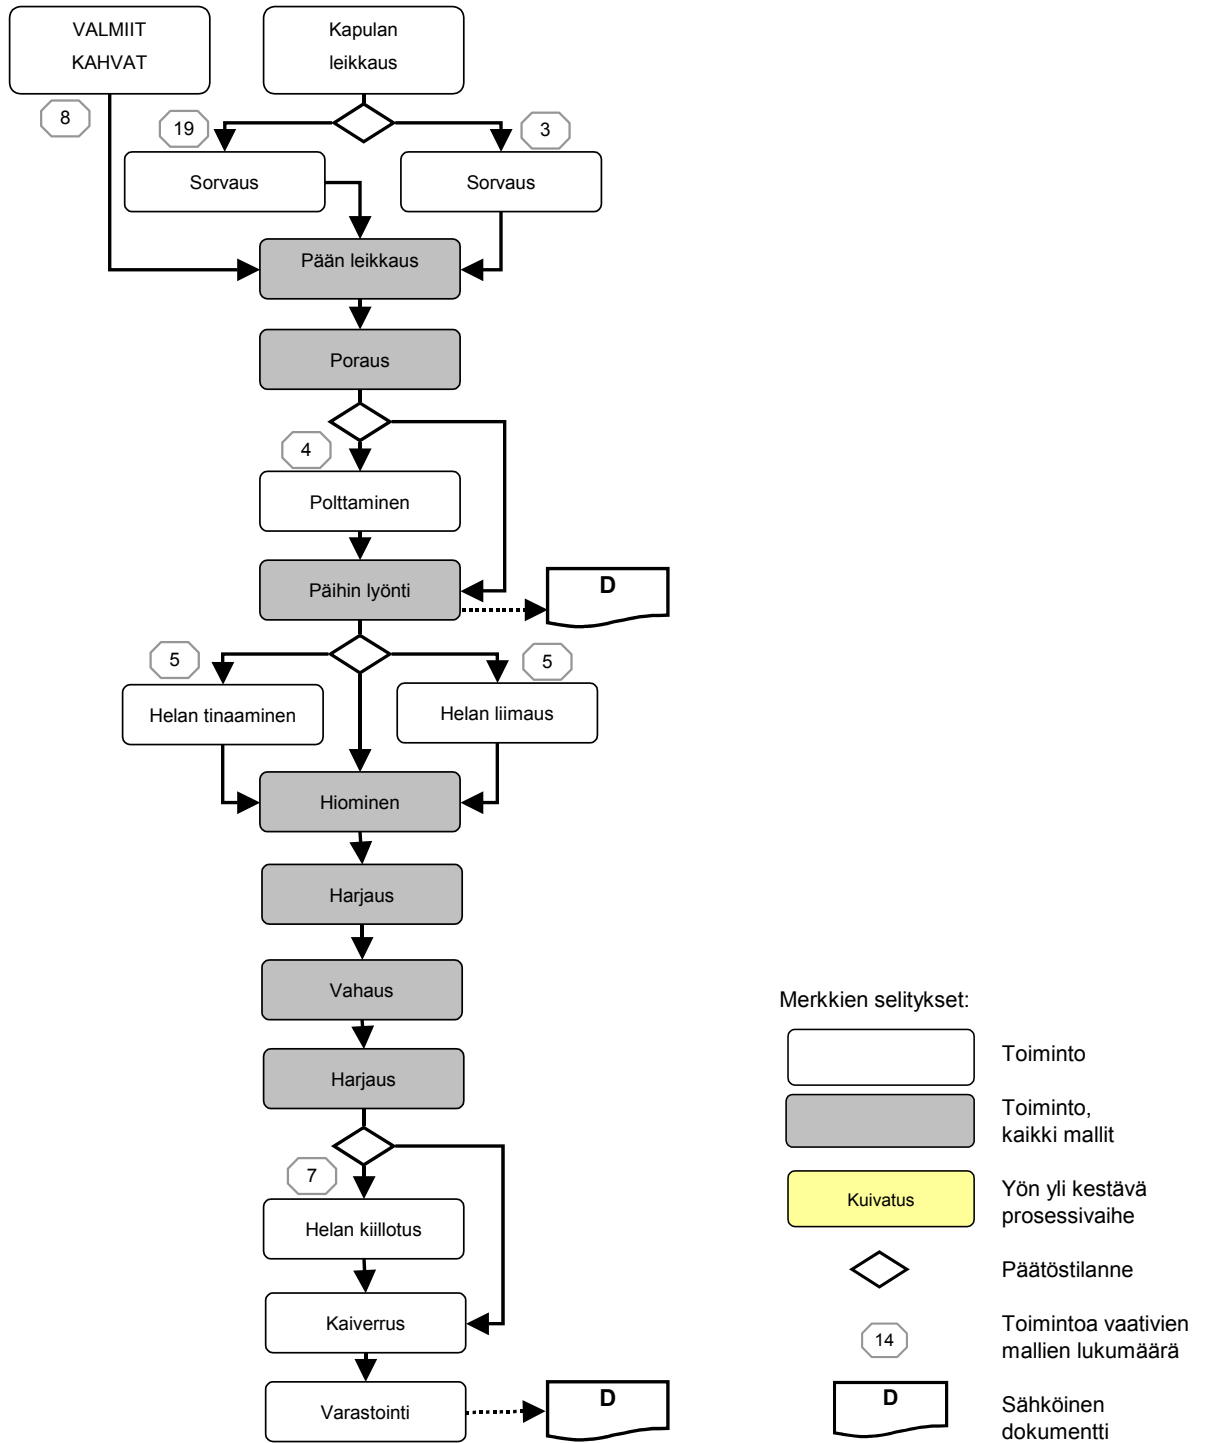 VALMIIT
KAHVAT
Kapulan
leikkaus
8
19
3
Sorvaus
Sorvaus
Pään leikkaus
Poraus
4
Polttaminen
Päihin lyönti
D
5
5
Helan tinaaminen
Helan liimaus
Hiominen
Harjaus
Vahaus
Harjaus
7
Helan kiillotus
Kaiverrus
Varastointi
D
Merkkien selitykset:
Toiminto
Toiminto,
kaikki mallit
Kuivatus
Yön yli kestävä
prosessivaihe
Päätöstilanne
14
Toimintoa vaativien
mallien lukumäärä
D
Sähköinen
dokumentti